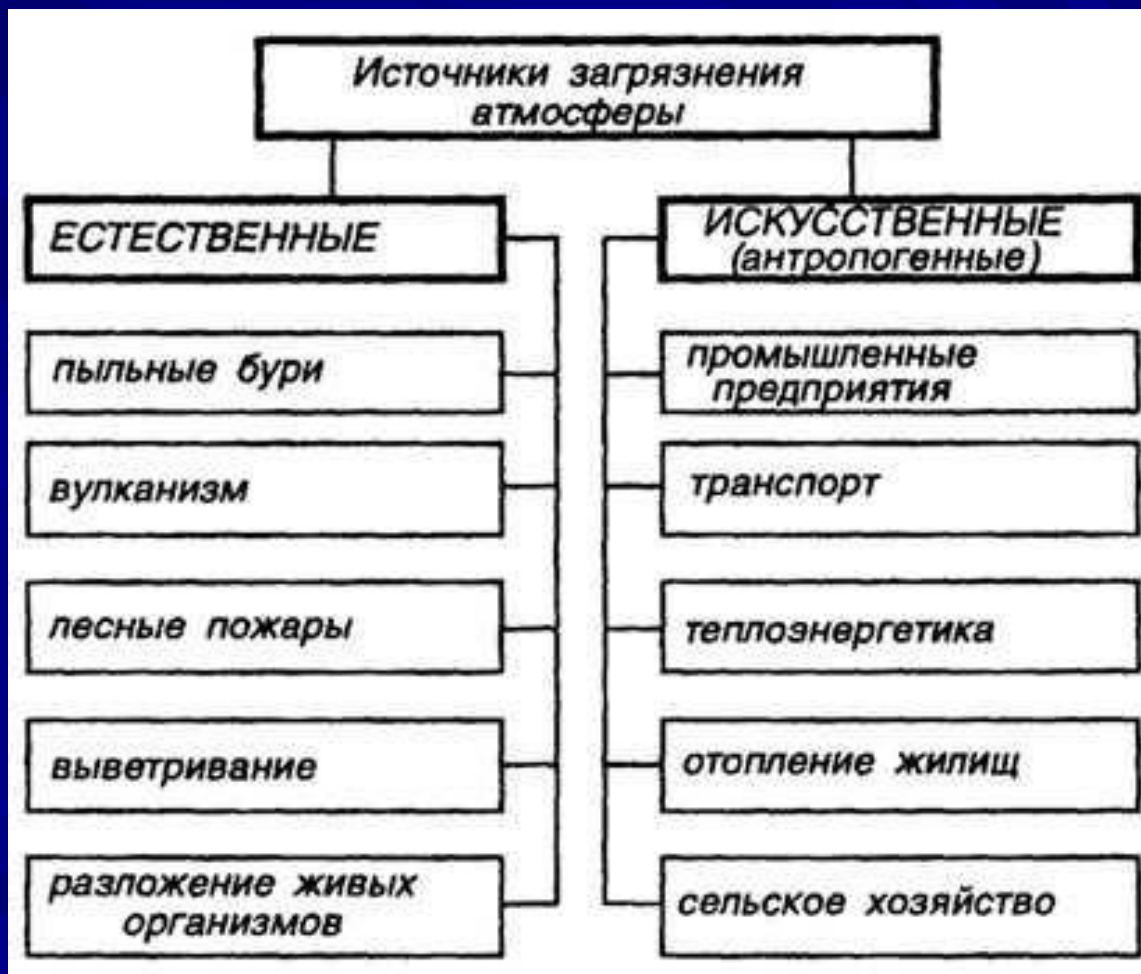 Источники загрязнения
атмосферы
ЕСТЕСТВЕННЫЕ
пыльные бури
вулканизм
лесные пожары
выветривание
разложение живых
организмов
ИСКУССТВЕННЫЕ
(антропогенные)
промышленные
предприятия
транспорт
теплоэнергетика
отопление жилищ
сельское хозяйство